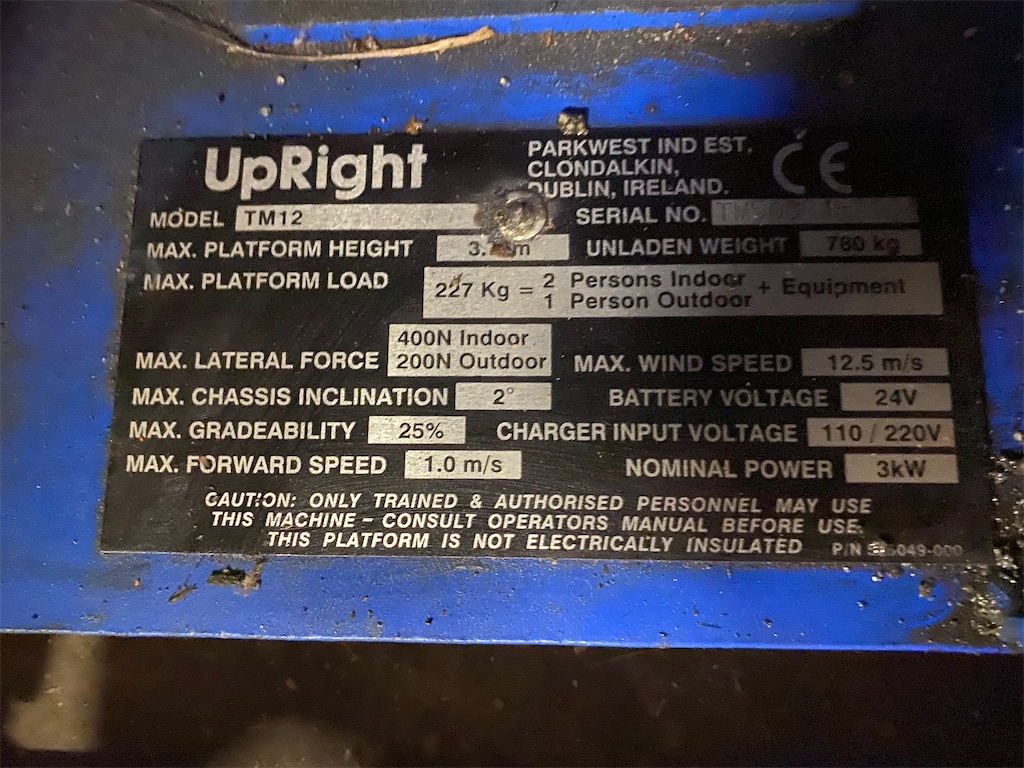 UpRight
PARKWEST IND EST,
CLONDALKIN,
DUBLIN, IRELAND.
CE
MODEL TM12
SERIAL NO.
MAX. PLATFORM HEIGHT
UNLADEN WEIGHT 780 kg
MAX. PLATFORM LOAD 227 Kg = 2 Persons Indoor + Equipment
1 Person Outdoor
MAX. LATERAL FORCE 400N Indoor
200N Outdoor
MAX. WIND SPEED 12.5 m/s
MAX. CHASSIS INCLINATION 2°
BATTERY VOLTAGE 24V
MAX. GRADEABILITY 25%
CHARGER INPUT VOLTAGE 110 / 220V
MAX. FORWARD SPEED 1.0 m/s
NOMINAL POWER 3kW
CAUTION: ONLY TRAINED & AUTHORISED PERSONNEL MAY USE
THIS MACHINE – CONSULT OPERATORS MANUAL BEFORE USE.
THIS PLATFORM IS NOT ELECTRICALLY INSULATED
P/N